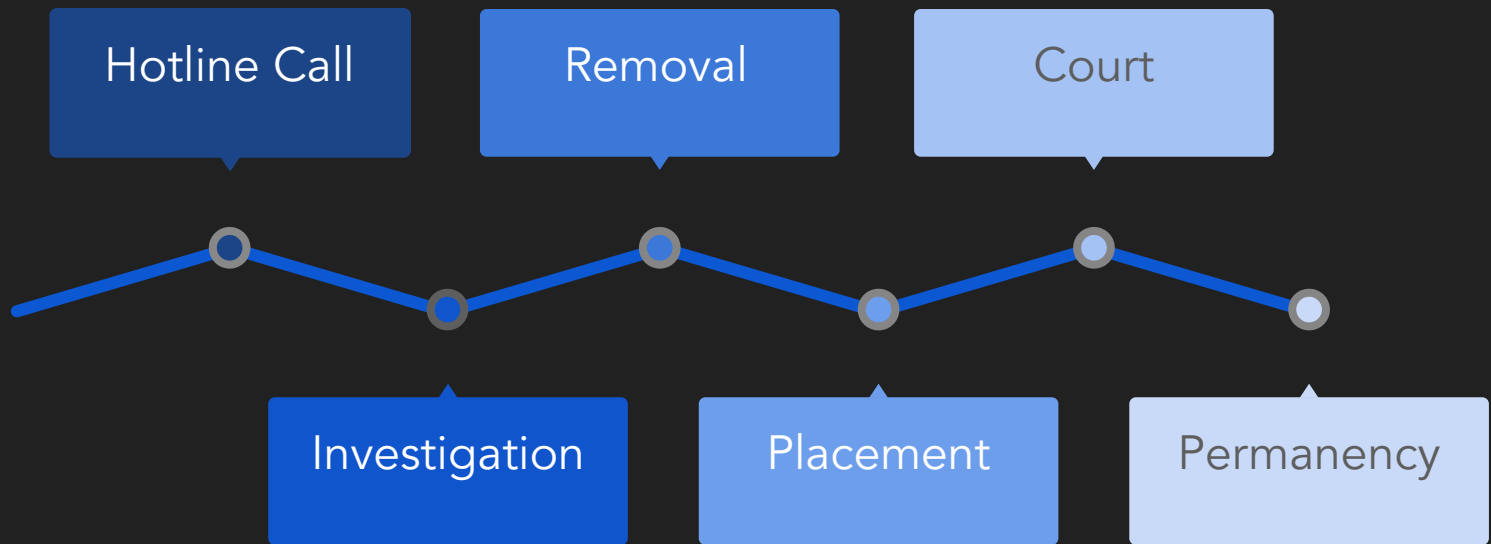 Hotline Call
Investigation
Removal
Placement
Court
Permanency